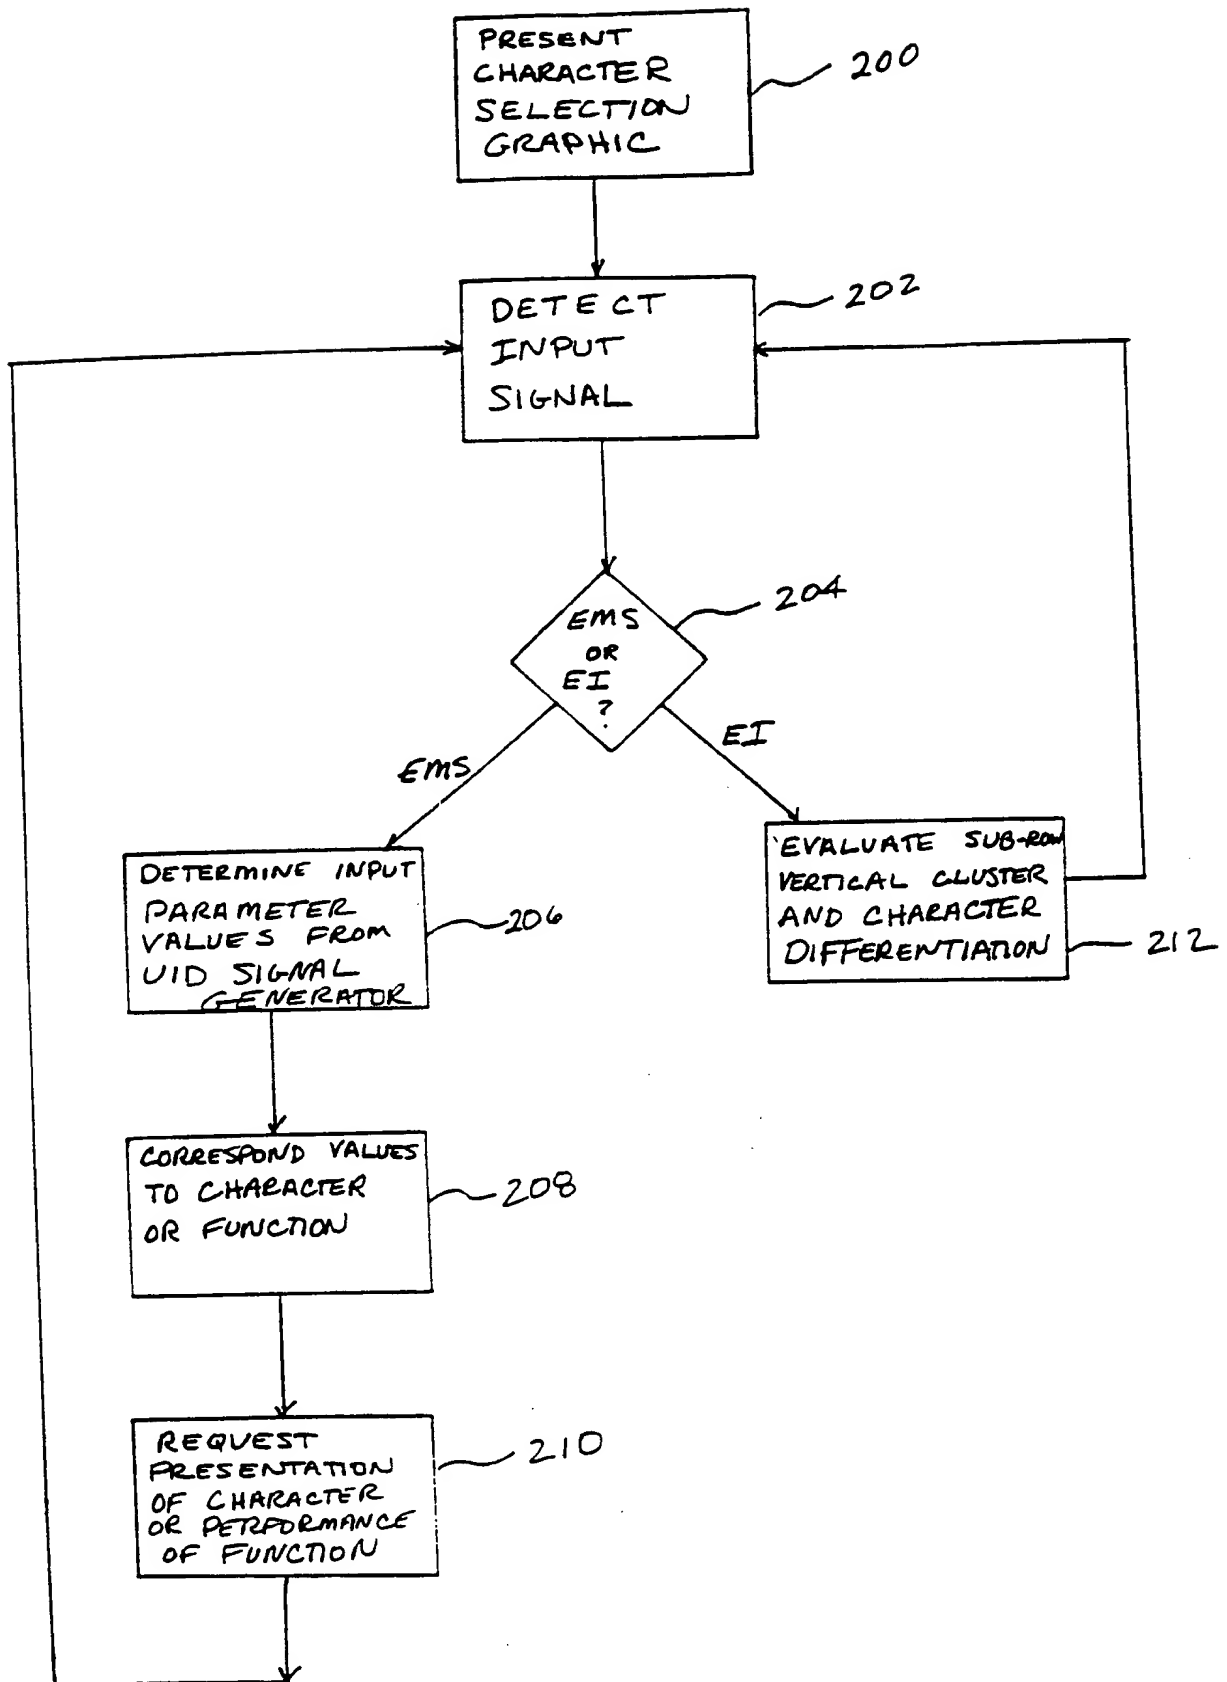 PRESENT
CHARACTER
SELECTION
GRAPHIC
200
DETECT
INPUT
SIGNAL
202
EMS
OR
EI
?
204
EMS
EI
DETERMINE INPUT
PARAMETER
VALUES FROM
UID SIGNAL
GENERATOR
206
EVALUATE SUB-ROW
VERTICAL CLUSTER
AND CHARACTER
DIFFERENTIATION
212
CORRESPOND VALUES
TO CHARACTER
OR FUNCTION
208
REQUEST
PRESENTATION
OF CHARACTER
OR PERFORMANCE
OF FUNCTION
210